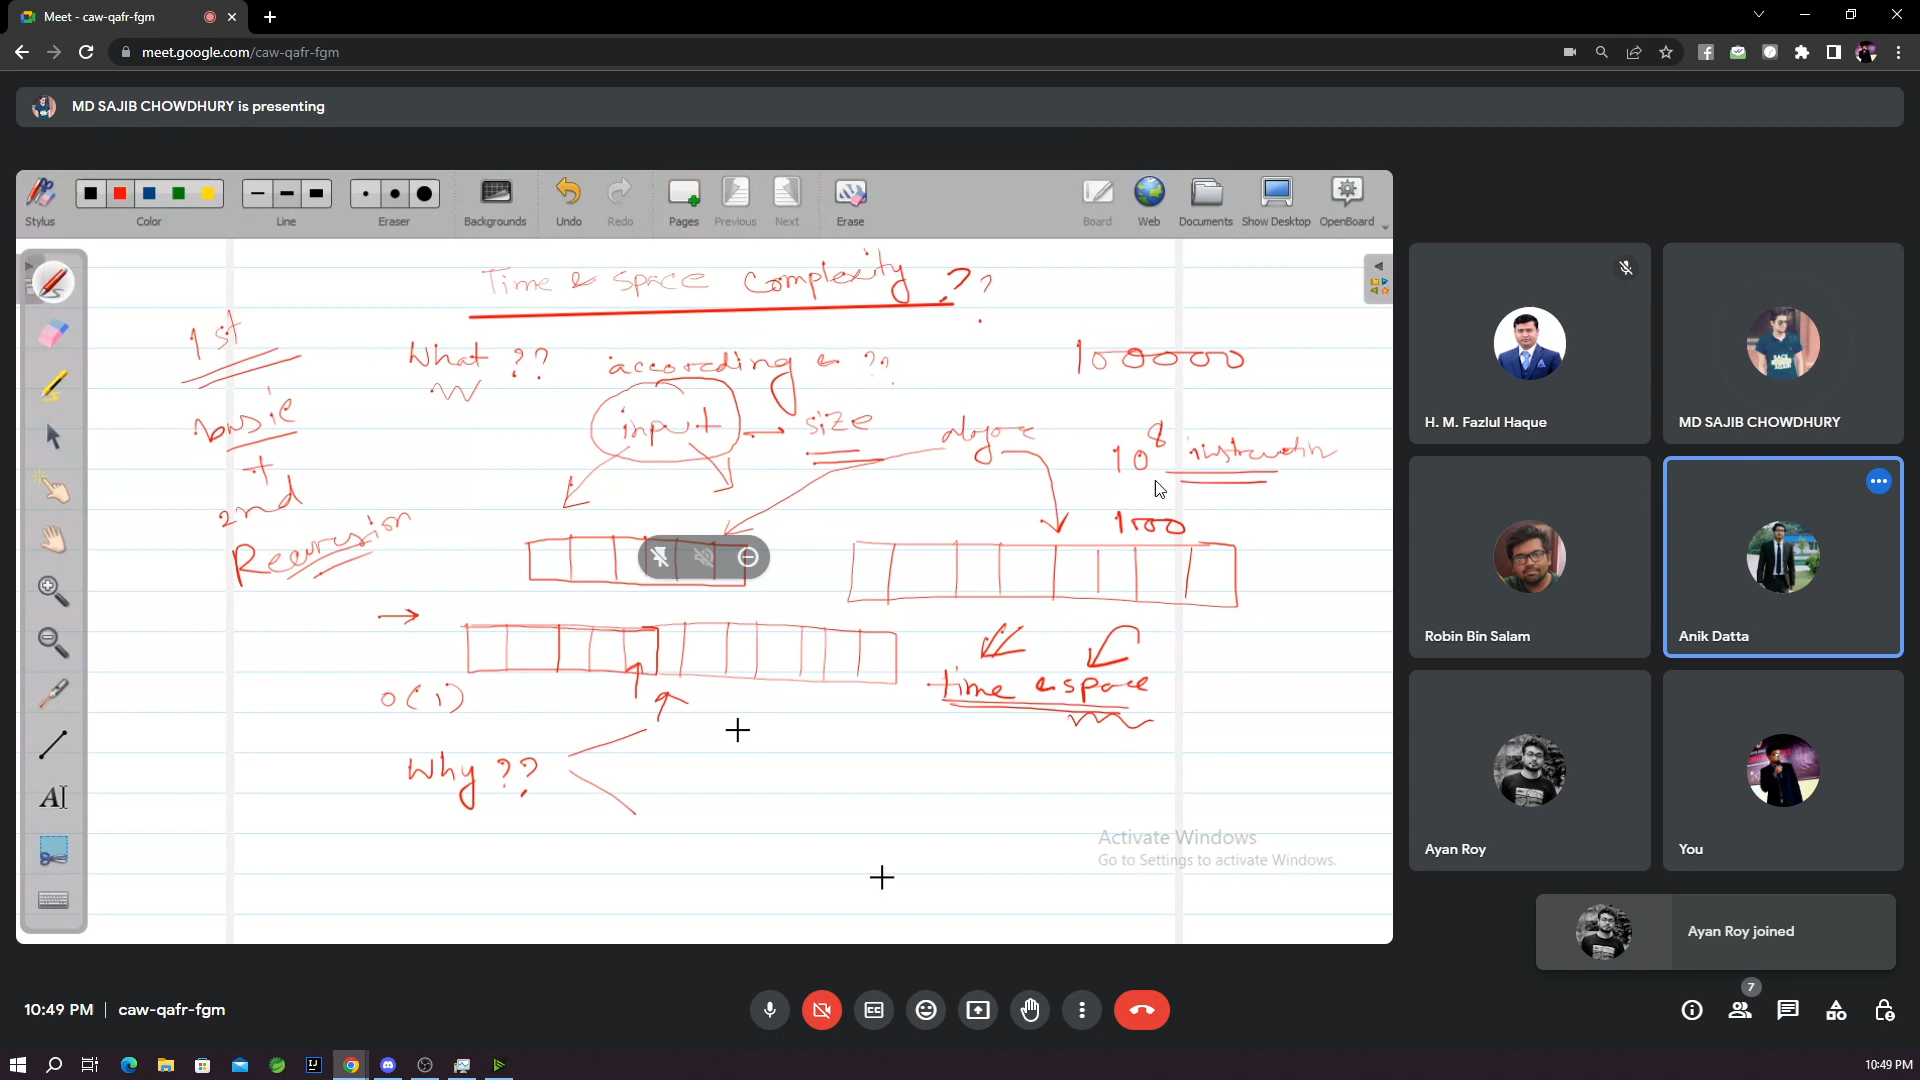 Meet - caw-qafr-fgm
meet.google.com/caw-qafr-fgm
MD SAJIB CHOWDHURY is presenting
Stylus
Color
Line
Eraser
Backgrounds
Undo
Redo
Pages
Previous
Next
Erase
Board
Web
Documents
Show Desktop
OpenBoard
Time & space Complexity ??
1st
What ??
according ??
100000
input → size
10^8 instruction
+
2nd
Recursion
100
O(1)
time & space
Why ??
Activate Windows
Go to Settings to activate Windows.
H. M. Fazlul Haque
MD SAJIB CHOWDHURY
Robin Bin Salam
Anik Datta
Ayan Roy
You
Ayan Roy joined
10:49 PM | caw-qafr-fgm
7
10:49 PM